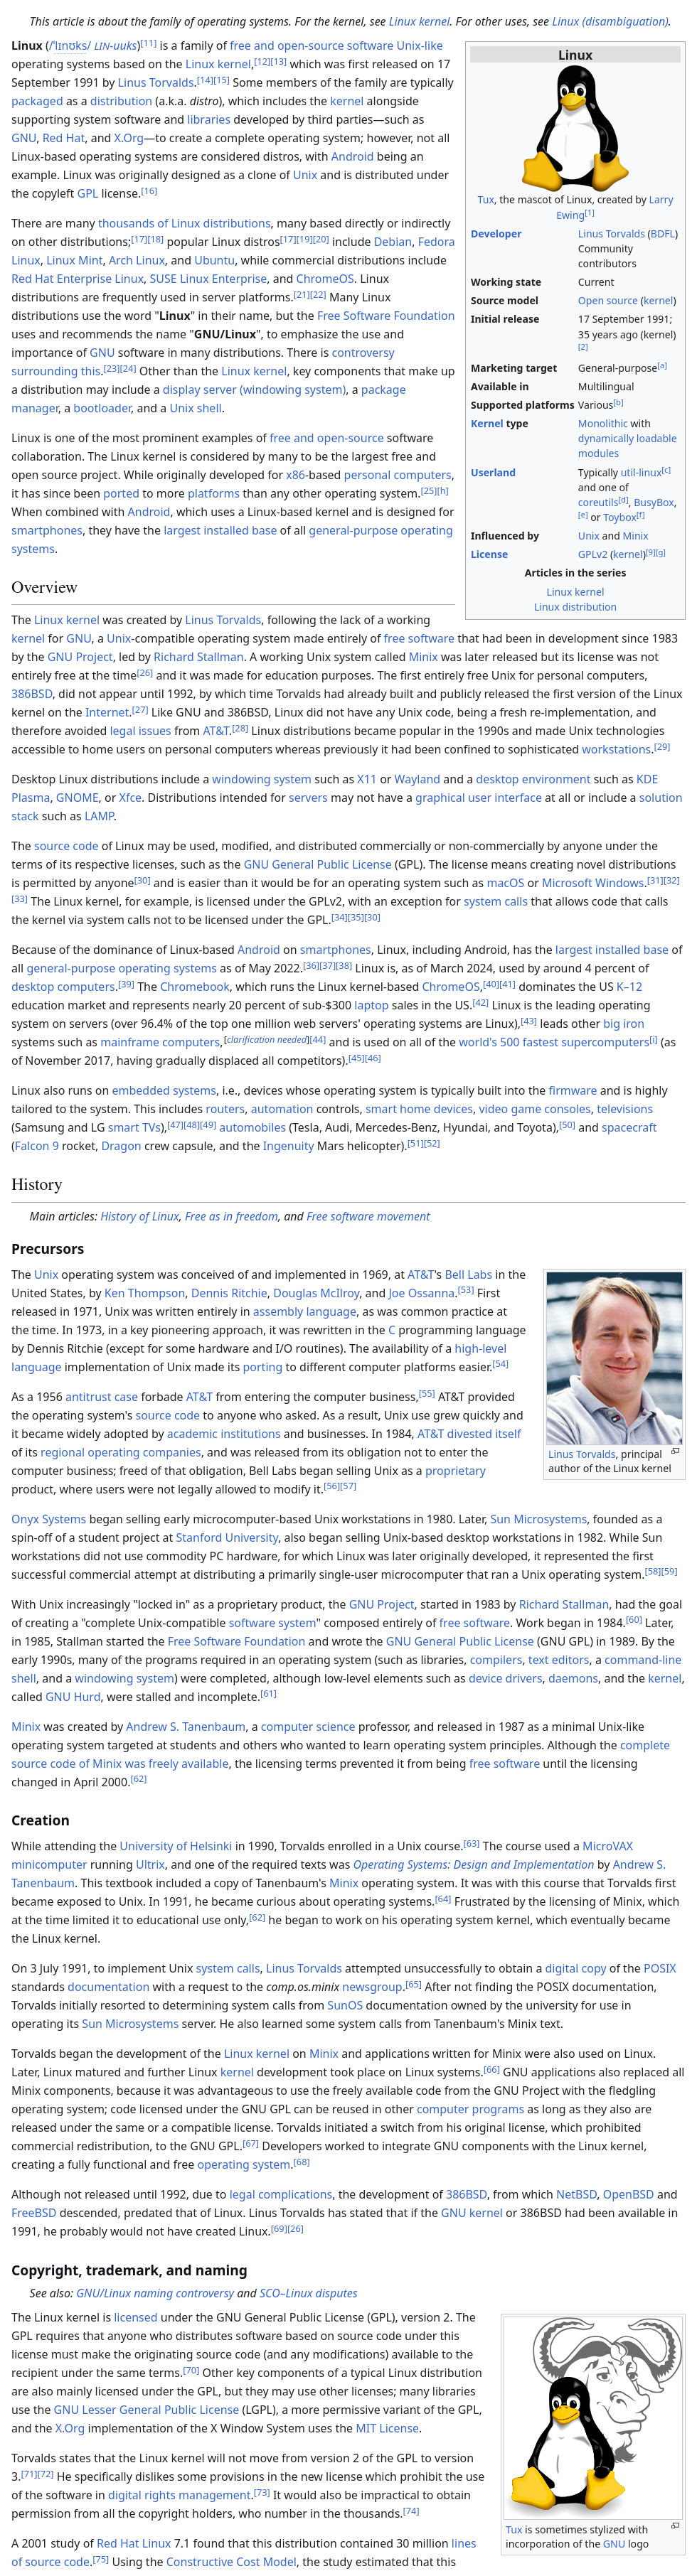 This article is about the family of operating systems. For the kernel, see Linux kernel. For other uses, see Linux (disambiguation).
Linux (/ˈlɪnʊks/ LIN-uuks)[11] is a family of free and open-source software Unix-like
operating systems based on the Linux kernel,[12][13] which was first released on 17
September 1991 by Linus Torvalds.[14][15] Some members of the family are typically
packaged as a distribution (a.k.a. distro), which includes the kernel alongside
supporting system software and libraries developed by third parties—such as
GNU, Red Hat, and X.Org—to create a complete operating system; however, not all
Linux-based operating systems are considered distros, with Android being an
example. Linux was originally designed as a clone of Unix and is distributed under
the copyleft GPL license.[16]
There are many thousands of Linux distributions, many based directly or indirectly
on other distributions;[17][18] popular Linux distros[17][19][20] include Debian, Fedora
Linux, Linux Mint, Arch Linux, and Ubuntu, while commercial distributions include
Red Hat Enterprise Linux, SUSE Linux Enterprise, and ChromeOS. Linux
distributions are frequently used in server platforms.[21][22] Many Linux
distributions use the word "Linux" in their name, but the Free Software Foundation
uses and recommends the name "GNU/Linux", to emphasize the use and
importance of GNU software in many distributions. There is controversy
surrounding this.[23][24] Other than the Linux kernel, key components that make up
a distribution may include a display server (windowing system), a package
manager, a bootloader, and a Unix shell.
Linux is one of the most prominent examples of free and open-source software
collaboration. The Linux kernel is considered by many to be the largest free and
open source project. While originally developed for x86-based personal computers,
it has since been ported to more platforms than any other operating system.[25][h]
When combined with Android, which uses a Linux-based kernel and is designed for
smartphones, they have the largest installed base of all general-purpose operating
systems.
Linux
Tux, the mascot of Linux, created by Larry
Ewing[1]
Developer Linus Torvalds (BDFL)
Community
contributors
Working state Current
Source model Open source (kernel)
Initial release 17 September 1991;
35 years ago (kernel)
[2]
Marketing target General-purpose[a]
Available in Multilingual
Supported platforms Various[b]
Kernel type Monolithic with
dynamically loadable
modules
Userland Typically util-linux[c]
and one of
coreutils[d], BusyBox,
[e] or Toybox[f]
Influenced by Unix and Minix
License GPLv2 (kernel)[9][g]
Articles in the series
Linux kernel
Linux distribution
Overview
The Linux kernel was created by Linus Torvalds, following the lack of a working
kernel for GNU, a Unix-compatible operating system made entirely of free software that had been in development since 1983
by the GNU Project, led by Richard Stallman. A working Unix system called Minix was later released but its license was not
entirely free at the time[26] and it was made for education purposes. The first entirely free Unix for personal computers,
386BSD, did not appear until 1992, by which time Torvalds had already built and publicly released the first version of the Linux
kernel on the Internet.[27] Like GNU and 386BSD, Linux did not have any Unix code, being a fresh re-implementation, and
therefore avoided legal issues from AT&T.[28] Linux distributions became popular in the 1990s and made Unix technologies
accessible to home users on personal computers whereas previously it had been confined to sophisticated workstations.[29]
Desktop Linux distributions include a windowing system such as X11 or Wayland and a desktop environment such as KDE
Plasma, GNOME, or Xfce. Distributions intended for servers may not have a graphical user interface at all or include a solution
stack such as LAMP.
The source code of Linux may be used, modified, and distributed commercially or non-commercially by anyone under the
terms of its respective licenses, such as the GNU General Public License (GPL). The license means creating novel distributions
is permitted by anyone[30] and is easier than it would be for an operating system such as macOS or Microsoft Windows.[31][32]
[33] The Linux kernel, for example, is licensed under the GPLv2, with an exception for system calls that allows code that calls
the kernel via system calls not to be licensed under the GPL.[34][35][30]
Because of the dominance of Linux-based Android on smartphones, Linux, including Android, has the largest installed base of
all general-purpose operating systems as of May 2022.[36][37][38] Linux is, as of March 2024, used by around 4 percent of
desktop computers.[39] The Chromebook, which runs the Linux kernel-based ChromeOS,[40][41] dominates the US K–12
education market and represents nearly 20 percent of sub-$300 laptop sales in the US.[42] Linux is the leading operating
system on servers (over 96.4% of the top one million web servers' operating systems are Linux),[43] leads other big iron
systems such as mainframe computers,[clarification needed][44] and is used on all of the world's 500 fastest supercomputers[i] (as
of November 2017, having gradually displaced all competitors).[45][46]
Linux also runs on embedded systems, i.e., devices whose operating system is typically built into the firmware and is highly
tailored to the system. This includes routers, automation controls, smart home devices, video game consoles, televisions
(Samsung and LG smart TVs),[47][48][49] automobiles (Tesla, Audi, Mercedes-Benz, Hyundai, and Toyota),[50] and spacecraft
(Falcon 9 rocket, Dragon crew capsule, and the Ingenuity Mars helicopter).[51][52]
History
Main articles: History of Linux, Free as in freedom, and Free software movement
Precursors
The Unix operating system was conceived of and implemented in 1969, at AT&T's Bell Labs in the
United States, by Ken Thompson, Dennis Ritchie, Douglas McIlroy, and Joe Ossanna.[53] First
released in 1971, Unix was written entirely in assembly language, as was common practice at
the time. In 1973, in a key pioneering approach, it was rewritten in the C programming language
by Dennis Ritchie (except for some hardware and I/O routines). The availability of a high-level
language implementation of Unix made its porting to different computer platforms easier.[54]
As a 1956 antitrust case forbade AT&T from entering the computer business,[55] AT&T provided
the operating system's source code to anyone who asked. As a result, Unix use grew quickly and
it became widely adopted by academic institutions and businesses. In 1984, AT&T divested itself
of its regional operating companies, and was released from its obligation not to enter the
computer business; freed of that obligation, Bell Labs began selling Unix as a proprietary
product, where users were not legally allowed to modify it.[56][57]
Linus Torvalds, principal
author of the Linux kernel
Onyx Systems began selling early microcomputer-based Unix workstations in 1980. Later, Sun Microsystems, founded as a
spin-off of a student project at Stanford University, also began selling Unix-based desktop workstations in 1982. While Sun
workstations did not use commodity PC hardware, for which Linux was later originally developed, it represented the first
successful commercial attempt at distributing a primarily single-user microcomputer that ran a Unix operating system.[58][59]
With Unix increasingly "locked in" as a proprietary product, the GNU Project, started in 1983 by Richard Stallman, had the goal
of creating a "complete Unix-compatible software system" composed entirely of free software. Work began in 1984.[60] Later,
in 1985, Stallman started the Free Software Foundation and wrote the GNU General Public License (GNU GPL) in 1989. By the
early 1990s, many of the programs required in an operating system (such as libraries, compilers, text editors, a command-line
shell, and a windowing system) were completed, although low-level elements such as device drivers, daemons, and the kernel,
called GNU Hurd, were stalled and incomplete.[61]
Minix was created by Andrew S. Tanenbaum, a computer science professor, and released in 1987 as a minimal Unix-like
operating system targeted at students and others who wanted to learn operating system principles. Although the complete
source code of Minix was freely available, the licensing terms prevented it from being free software until the licensing
changed in April 2000.[62]
Creation
While attending the University of Helsinki in 1990, Torvalds enrolled in a Unix course.[63] The course used a MicroVAX
minicomputer running Ultrix, and one of the required texts was Operating Systems: Design and Implementation by Andrew S.
Tanenbaum. This textbook included a copy of Tanenbaum's Minix operating system. It was with this course that Torvalds first
became exposed to Unix. In 1991, he became curious about operating systems.[64] Frustrated by the licensing of Minix, which
at the time limited it to educational use only,[62] he began to work on his operating system kernel, which eventually became
the Linux kernel.
On 3 July 1991, to implement Unix system calls, Linus Torvalds attempted unsuccessfully to obtain a digital copy of the POSIX
standards documentation with a request to the comp.os.minix newsgroup.[65] After not finding the POSIX documentation,
Torvalds initially resorted to determining system calls from SunOS documentation owned by the university for use in
operating its Sun Microsystems server. He also learned some system calls from Tanenbaum's Minix text.
Torvalds began the development of the Linux kernel on Minix and applications written for Minix were also used on Linux.
Later, Linux matured and further Linux kernel development took place on Linux systems.[66] GNU applications also replaced all
Minix components, because it was advantageous to use the freely available code from the GNU Project with the fledgling
operating system; code licensed under the GNU GPL can be reused in other computer programs as long as they also are
released under the same or a compatible license. Torvalds initiated a switch from his original license, which prohibited
commercial redistribution, to the GNU GPL.[67] Developers worked to integrate GNU components with the Linux kernel,
creating a fully functional and free operating system.[68]
Although not released until 1992, due to legal complications, the development of 386BSD, from which NetBSD, OpenBSD and
FreeBSD descended, predated that of Linux. Linus Torvalds has stated that if the GNU kernel or 386BSD had been available in
1991, he probably would not have created Linux.[69][26]
Copyright, trademark, and naming
See also: GNU/Linux naming controversy and SCO–Linux disputes
The Linux kernel is licensed under the GNU General Public License (GPL), version 2. The
GPL requires that anyone who distributes software based on source code under this
license must make the originating source code (and any modifications) available to the
recipient under the same terms.[70] Other key components of a typical Linux distribution
are also mainly licensed under the GPL, but they may use other licenses; many libraries
use the GNU Lesser General Public License (LGPL), a more permissive variant of the GPL,
and the X.Org implementation of the X Window System uses the MIT License.
Torvalds states that the Linux kernel will not move from version 2 of the GPL to version
3.[71][72] He specifically dislikes some provisions in the new license which prohibit the use
of the software in digital rights management.[73] It would also be impractical to obtain
permission from all the copyright holders, who number in the thousands.[74]
A 2001 study of Red Hat Linux 7.1 found that this distribution contained 30 million lines
of source code.[75] Using the Constructive Cost Model, the study estimated that this
Tux is sometimes stylized with
incorporation of the GNU logo